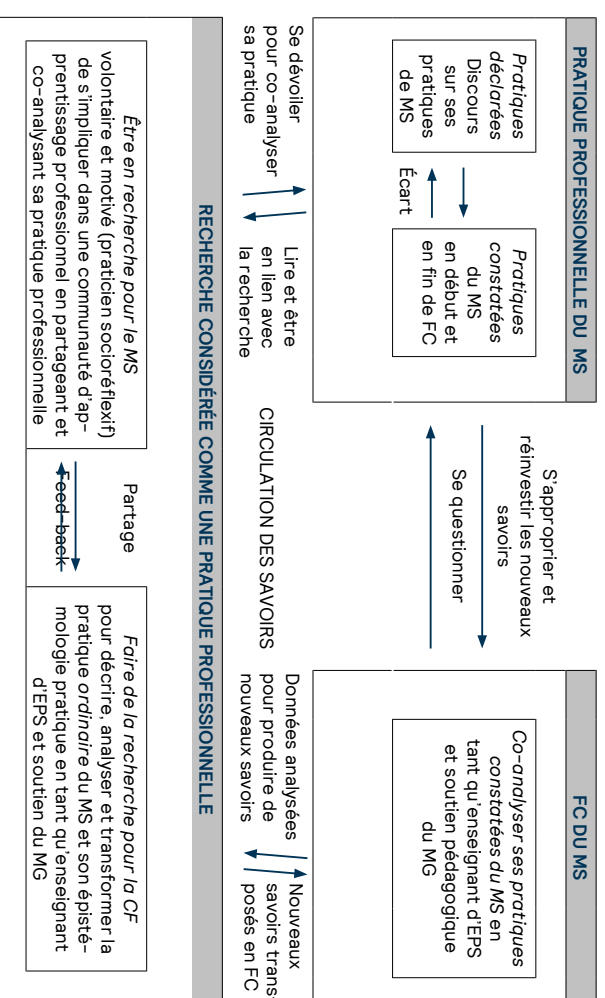 PRATIQUE PROFESSIONNELLE DU MS
Pratiques
déclarées
Discours
sur ses
pratiques
de MS
Écart
Pratiques
constatées
du MS
en début et
en fin de FC
S'approprier et
réinvestir les nouveaux
savoirs
Se questionner
FC DU MS
Co-analyser ses pratiques
constatées du MS en
tant qu'enseignant d'EPS
et soutien pédagogique
du MG
Se dévoiler
pour co-analyser
sa pratique
Lire et être
en lien avec
la recherche
CIRCULATION DES SAVOIRS
Données analysées
pour produire de
nouveaux savoirs
Nouveaux
savoirs trans-
posés en FC
RECHERCHE CONSIDÉRÉE COMME UNE PRATIQUE PROFESSIONNELLE
Être en recherche pour le MS
volontaire et motivé (praticien socioréflexif)
de s'impliquer dans une communauté d'ap-
prentissage professionnel en partageant et
co-analysant sa pratique professionnelle
Partage
Feed-back
Faire de la recherche pour la CF
pour décrire, analyser et transformer la
pratique ordinaire du MS et son épisté-
mologie pratique en tant qu'enseignant
d'EPS et soutien du MG